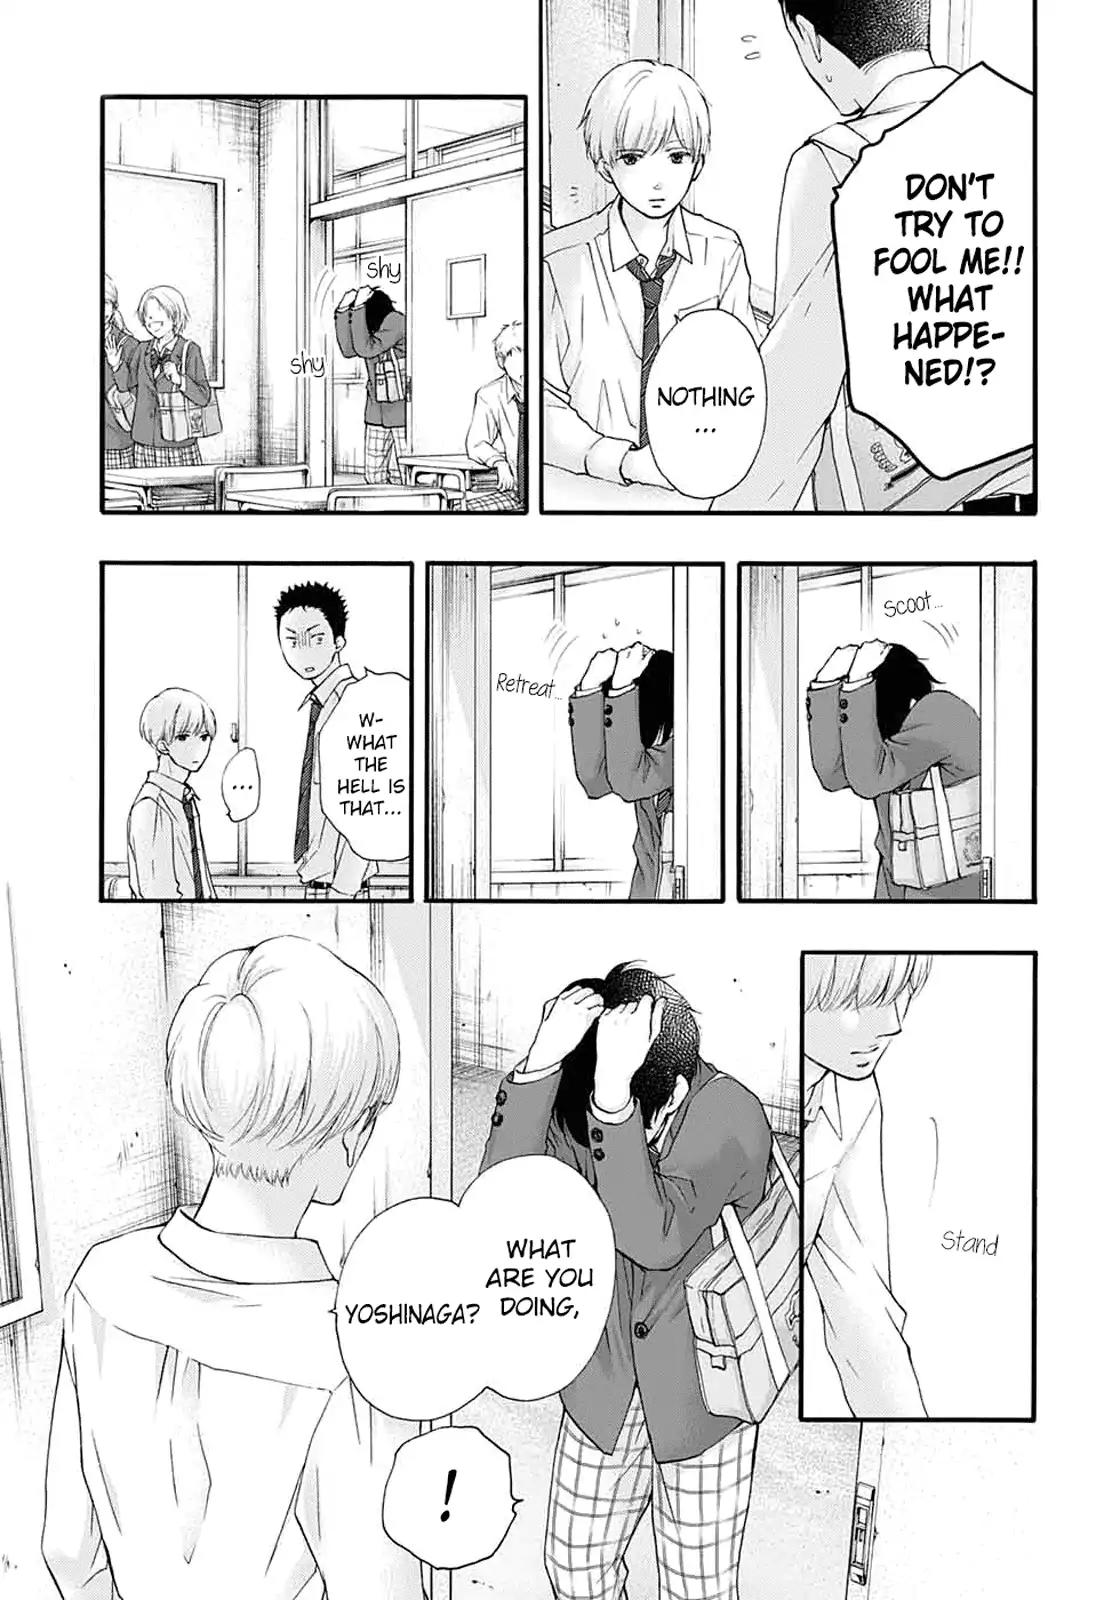 DON'T
TRY TO
FOOL ME!!
WHAT
HAPPE-
NED!?
NOTHING
...
shy
shy
Scoot...
Retreat...
W-
WHAT
THE
HELL IS
THAT...
...
Stand
WHAT
ARE YOU
DOING,
YOSHINAGA?
!